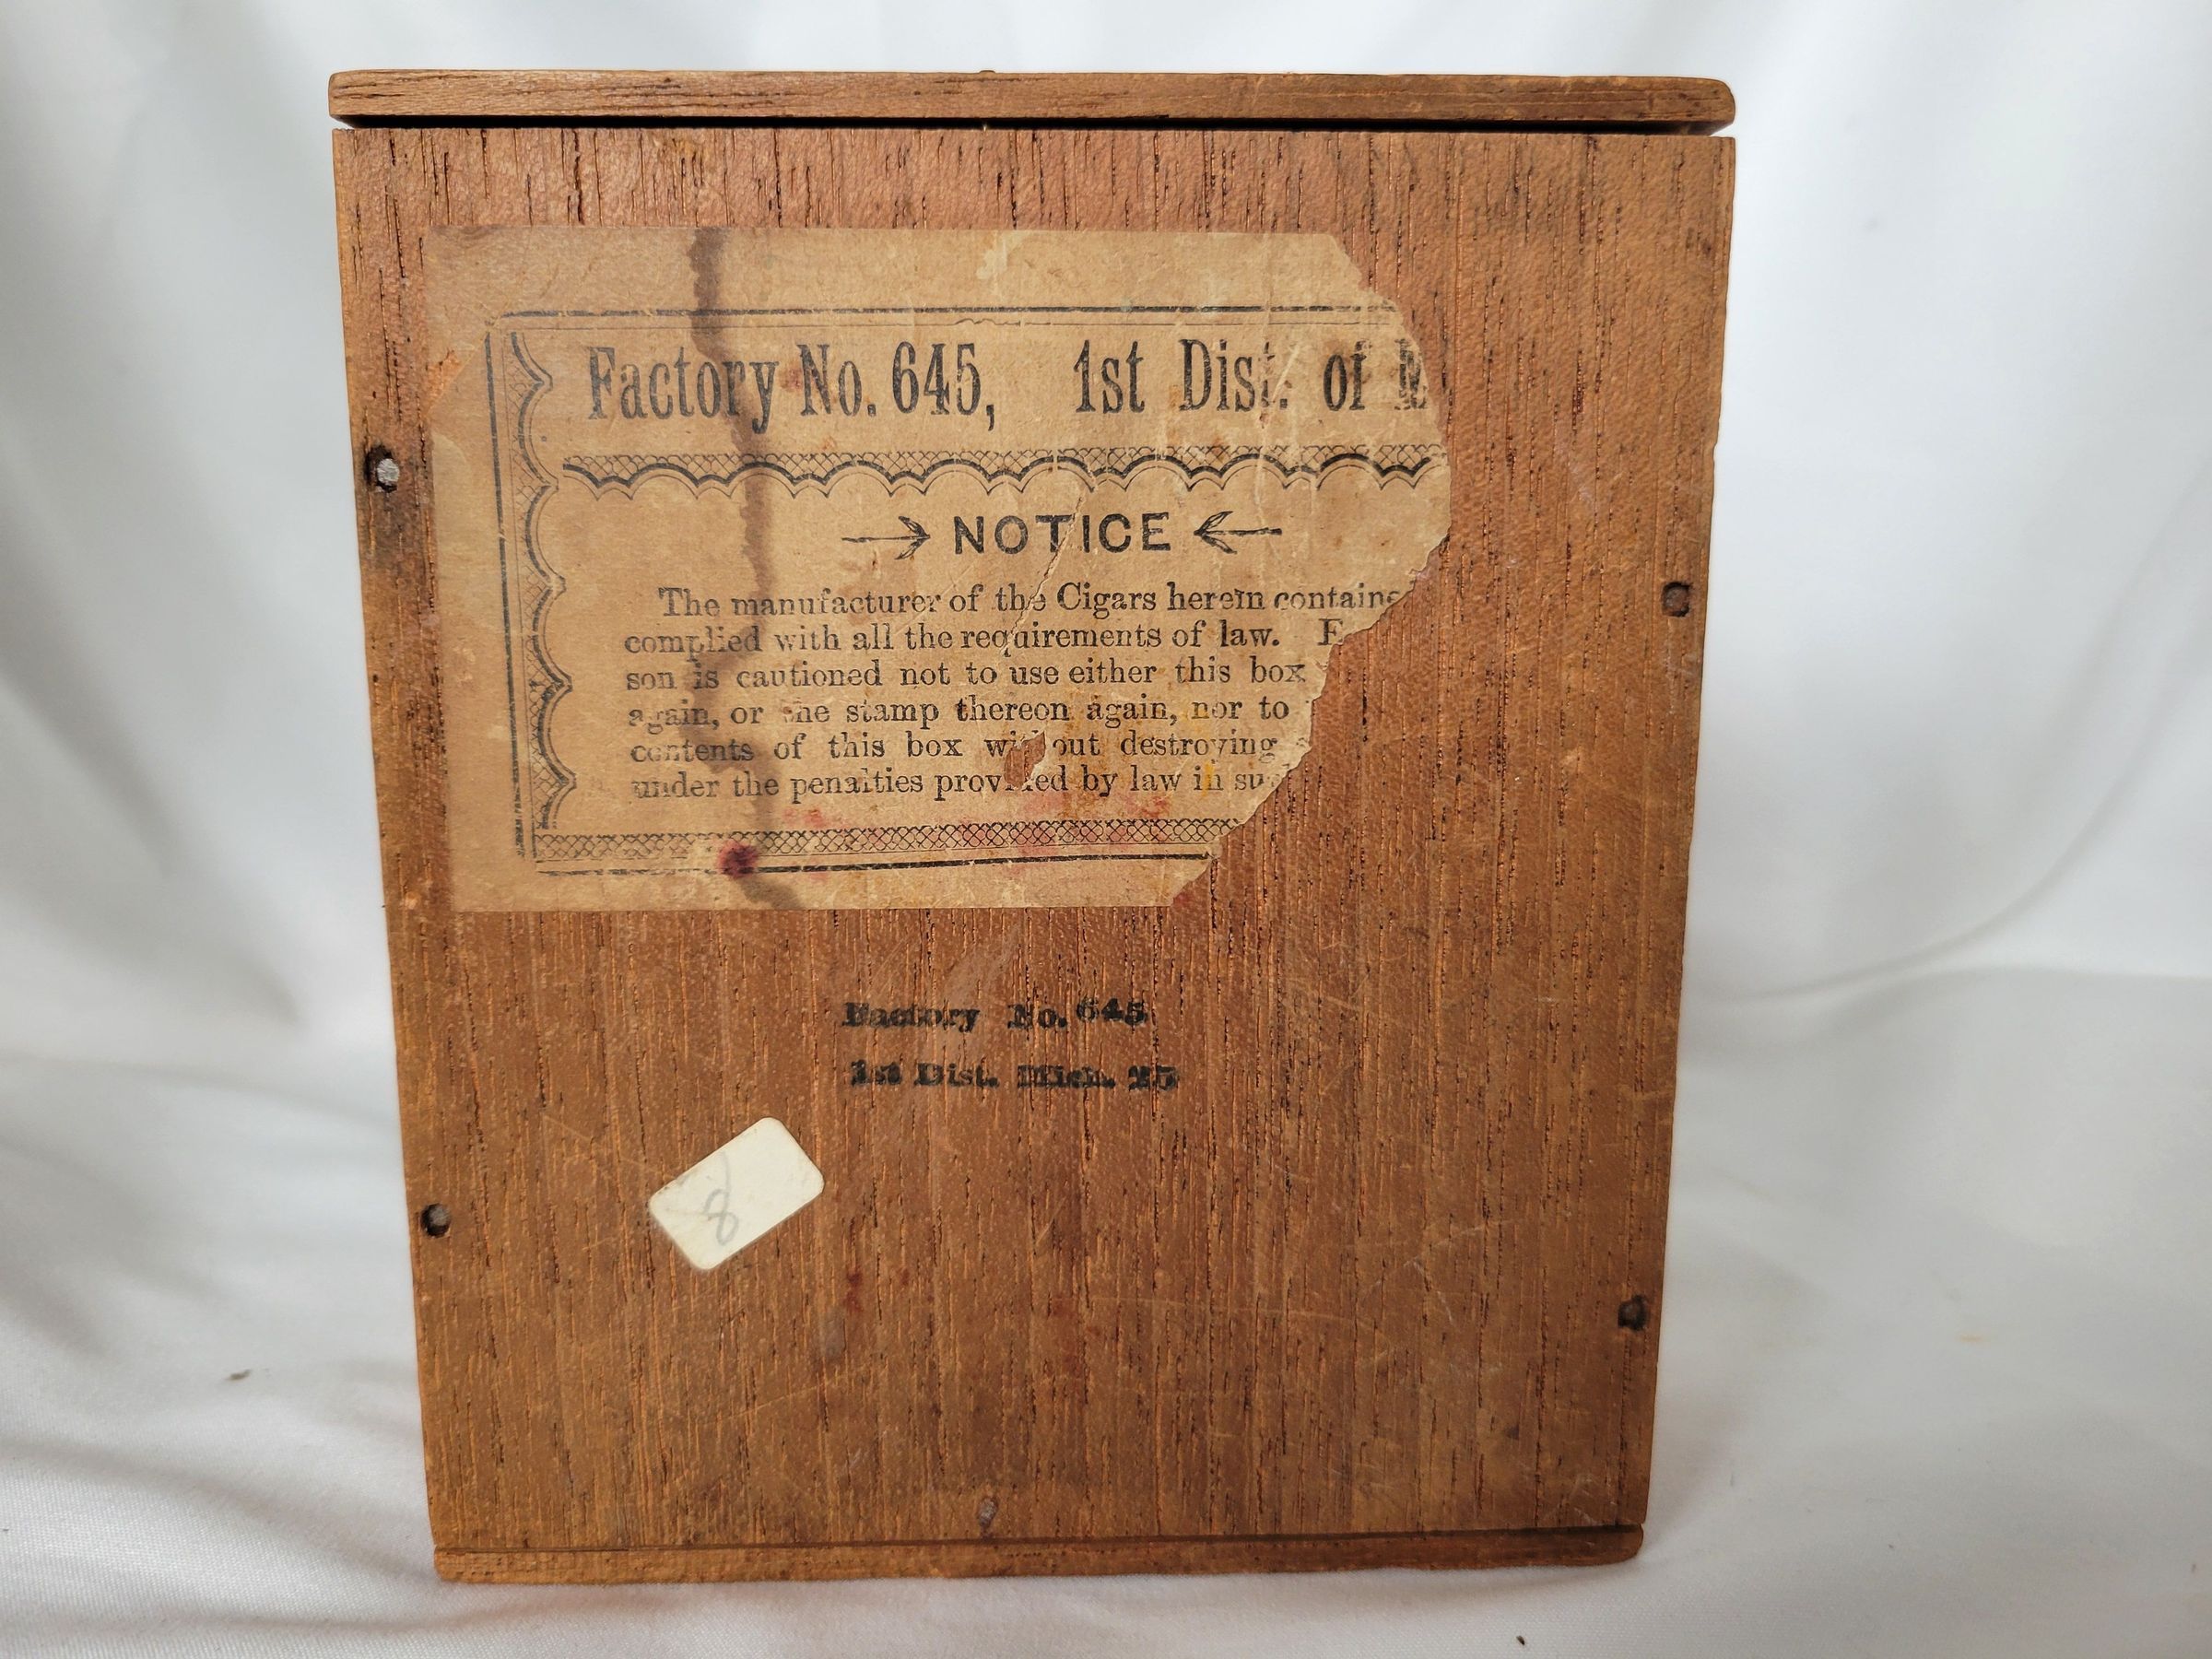 Factory No. 645, 1st Dist. of
NOTICE
The manufacturer of the Cigars herein
complied with all the requirements of law.
son is cautioned not to use either this box
again, or the stamp thereon again, nor to
contents of this box without destroying
under the penalties provided by law in
Factory No. 645
1st Dist. Mich. 25
8